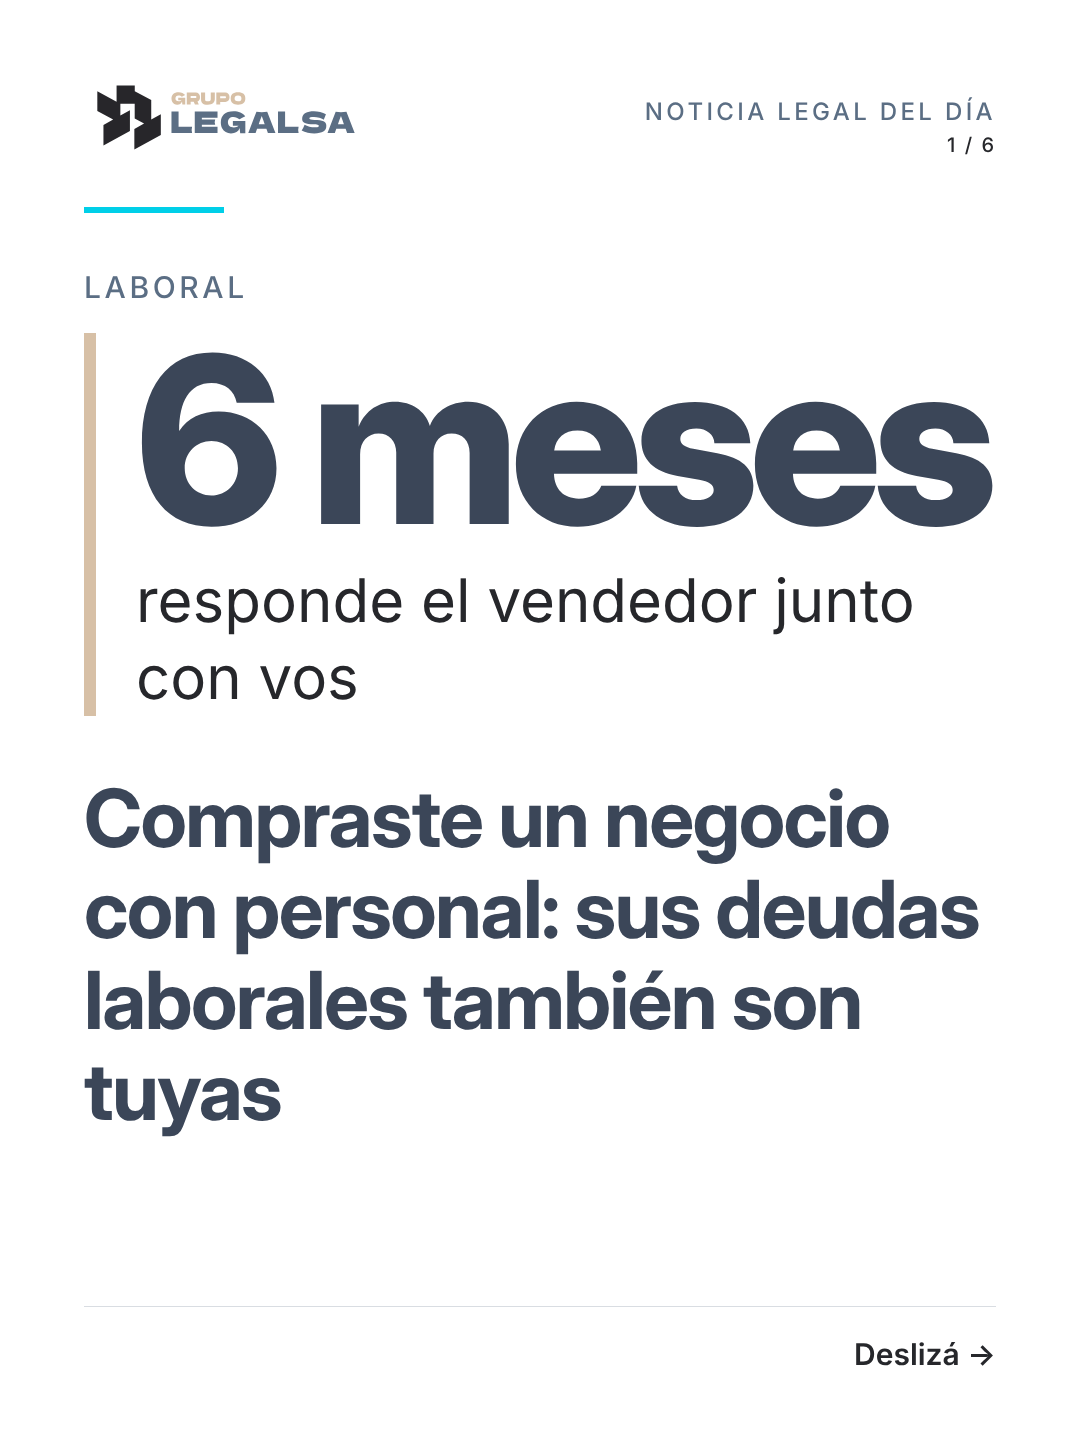 GRUPO
LEGALSA
NOTICIA LEGAL DEL DÍA
1 / 6
LABORAL
6 meses
responde el vendedor junto
con vos
Compraste un negocio
con personal: sus deudas
laborales también son
tuyas
Deslizá →